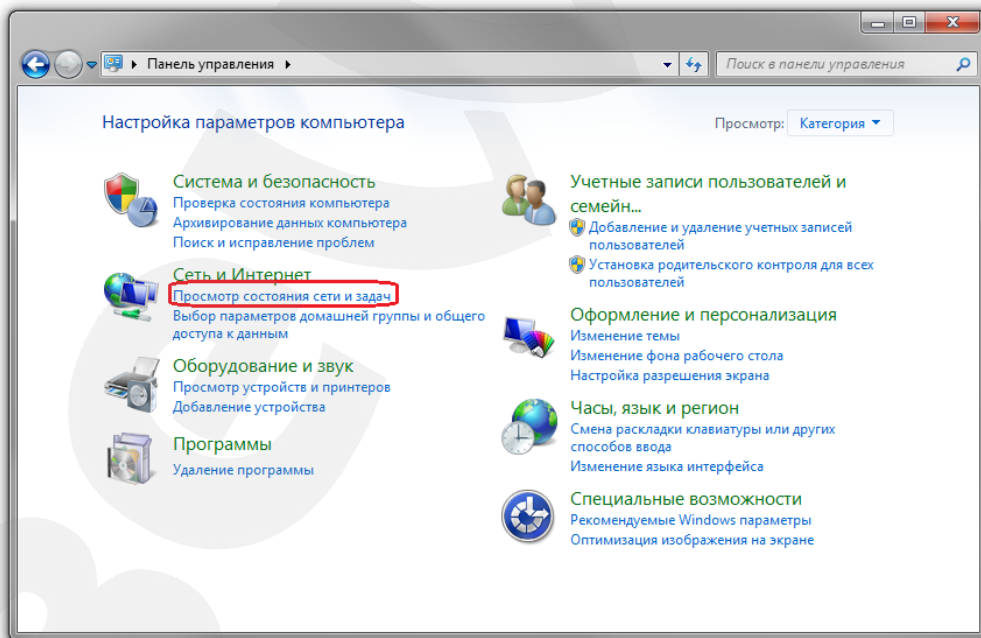 Панель управления
Поиск в панели управления
Настройка параметров компьютера
Просмотр: Категория
Система и безопасность
Проверка состояния компьютера
Архивирование данных компьютера
Поиск и исправление проблем
Сеть и Интернет
Просмотр состояния сети и задач
Выбор параметров домашней группы и общего
доступа к данным
Оборудование и звук
Просмотр устройств и принтеров
Добавление устройства
Программы
Удаление программы
Учетные записи пользователей и
семейн...
Добавление и удаление учетных записей
пользователей
Установка родительского контроля для всех
пользователей
Оформление и персонализация
Изменение темы
Изменение фона рабочего стола
Настройка разрешения экрана
Часы, язык и регион
Смена раскладки клавиатуры или других
способов ввода
Изменение языка интерфейса
Специальные возможности
Рекомендуемые Windows параметры
Оптимизация изображения на экране